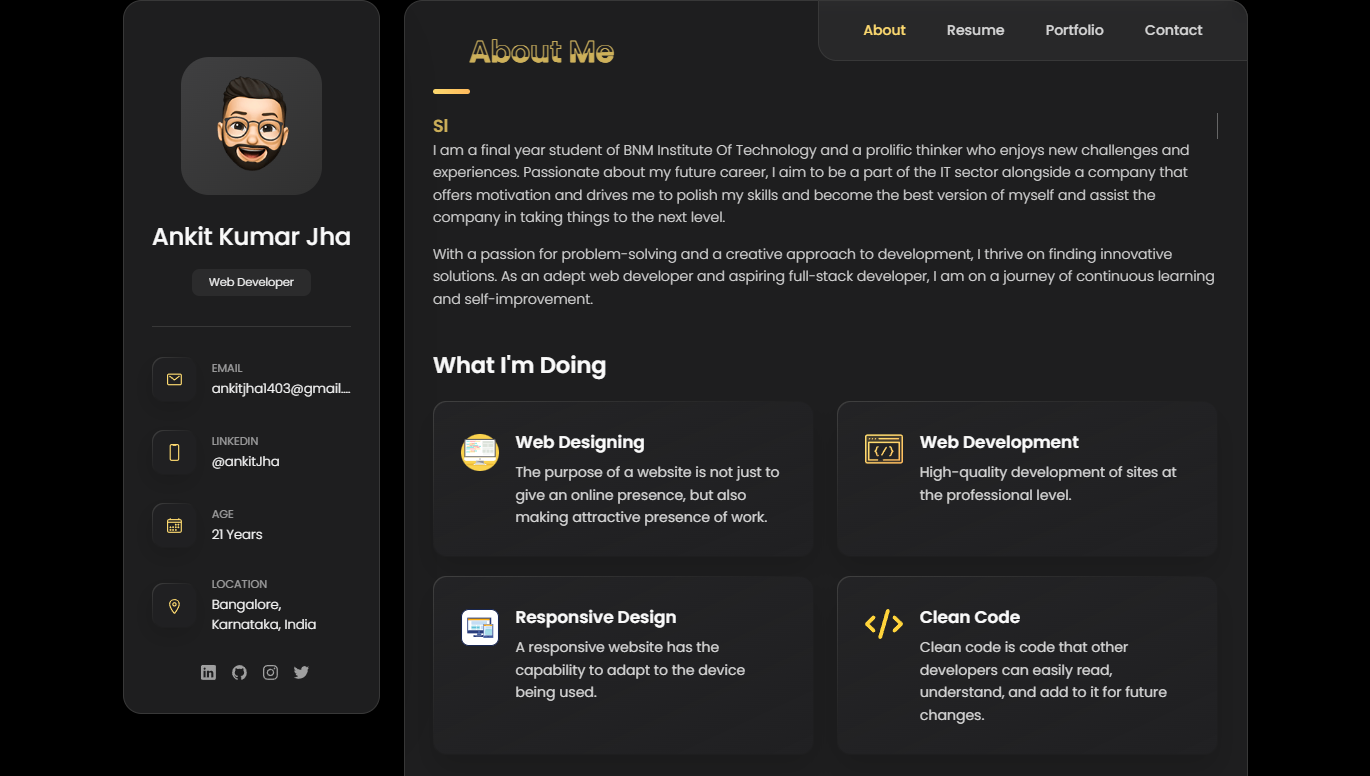 Ankit Kumar Jha
Web Developer
EMAIL
ankitjha1403@gmail....
LINKEDIN
@ankitJha
AGE
21 Years
LOCATION
Bangalore,
Karnataka, India
About Resume Portfolio Contact
About Me
Sl
I am a final year student of BNM Institute Of Technology and a prolific thinker who enjoys new challenges and
experiences. Passionate about my future career, I aim to be a part of the IT sector alongside a company that
offers motivation and drives me to polish my skills and become the best version of myself and assist the
company in taking things to the next level.
With a passion for problem-solving and a creative approach to development, I thrive on finding innovative
solutions. As an adept web developer and aspiring full-stack developer, I am on a journey of continuous learning
and self-improvement.
What I'm Doing
Web Designing
The purpose of a website is not just to
give an online presence, but also
making attractive presence of work.
Web Development
High-quality development of sites at
the professional level.
Responsive Design
A responsive website has the
capability to adapt to the device
being used.
Clean Code
Clean code is code that other
developers can easily read,
understand, and add to it for future
changes.